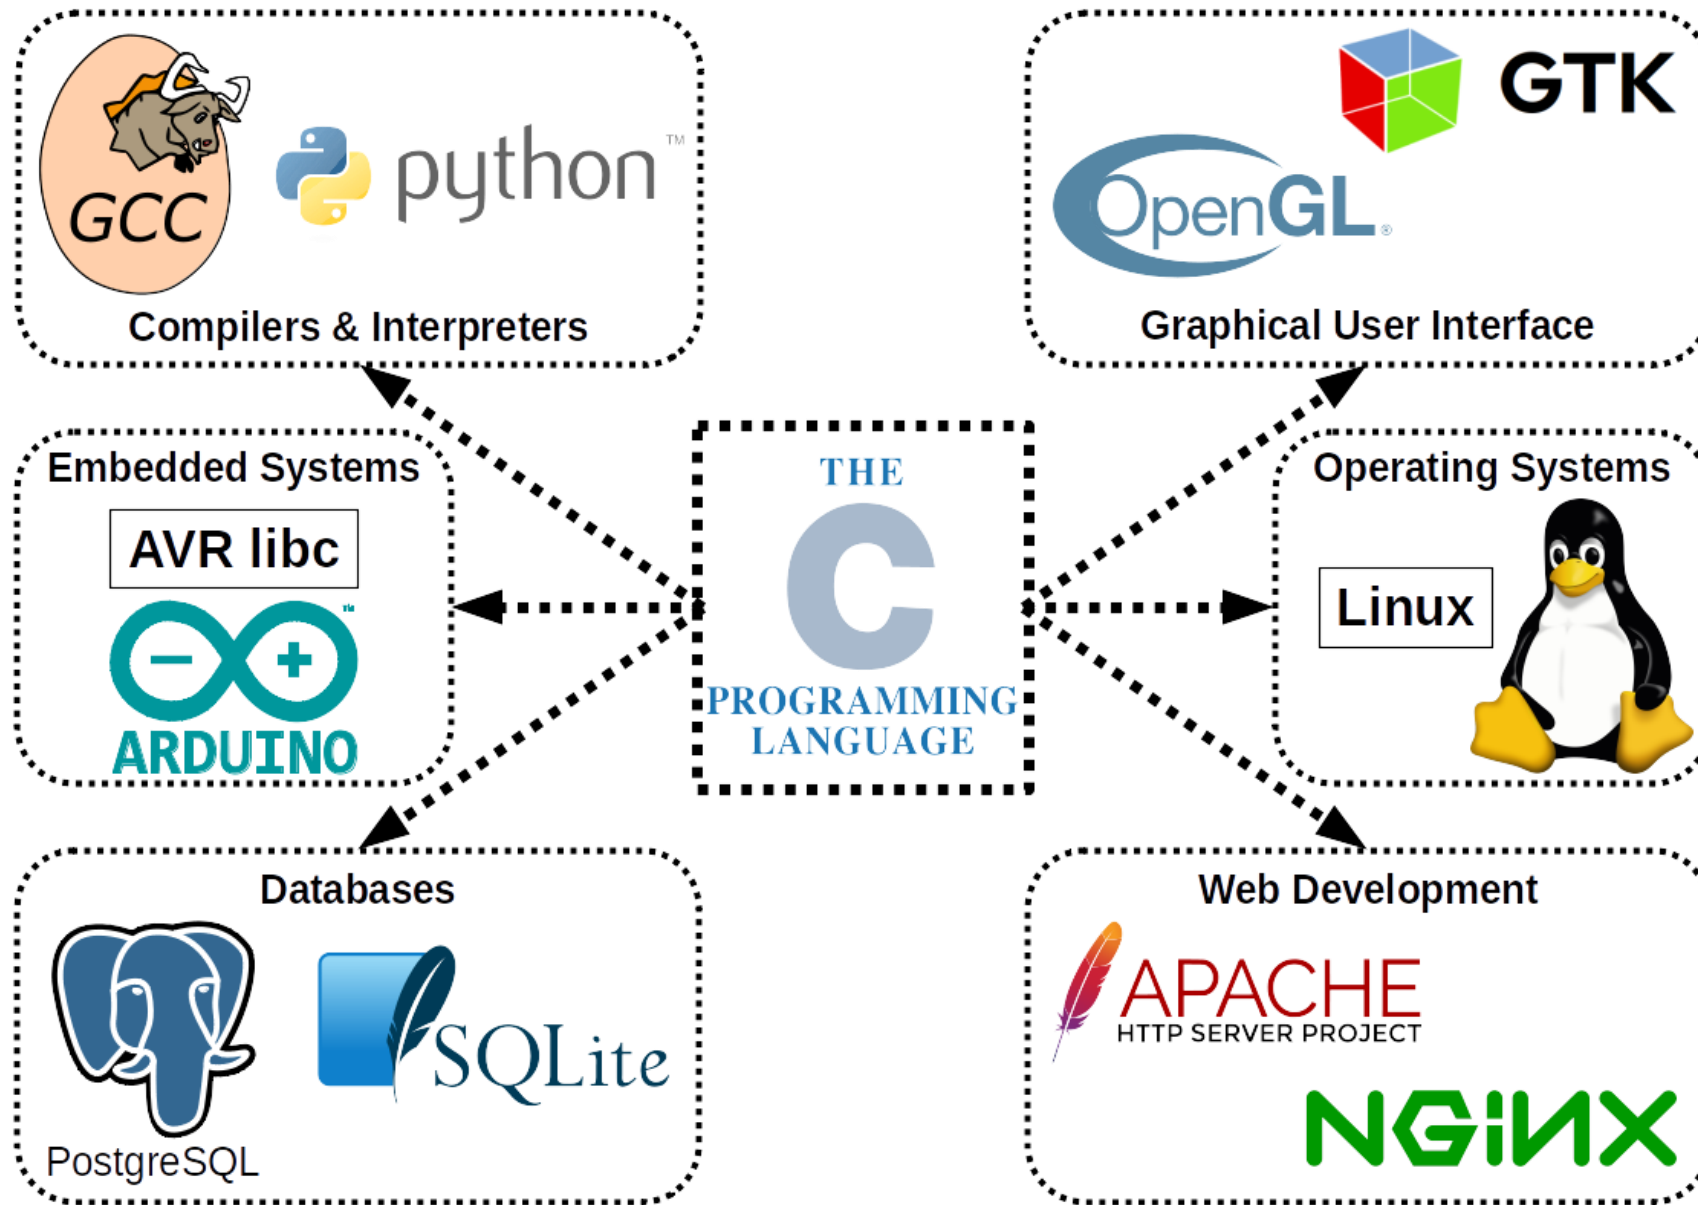 GCC
python™
Compilers & Interpreters
GTK
OpenGL®
Graphical User Interface
Embedded Systems
AVR libc
ARDUINO™
THE
C
PROGRAMMING
LANGUAGE
Operating Systems
Linux
Databases
PostgreSQL
SQLite
Web Development
APACHE
HTTP SERVER PROJECT
NGiNX